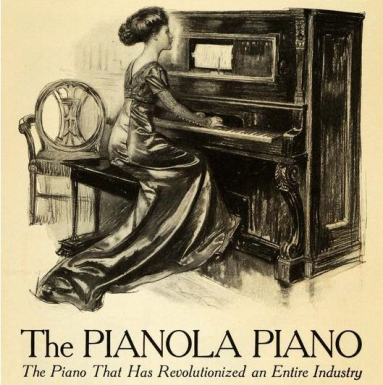 The PIANOLA PIANO
The Piano That Has Revolutionized an Entire Industry